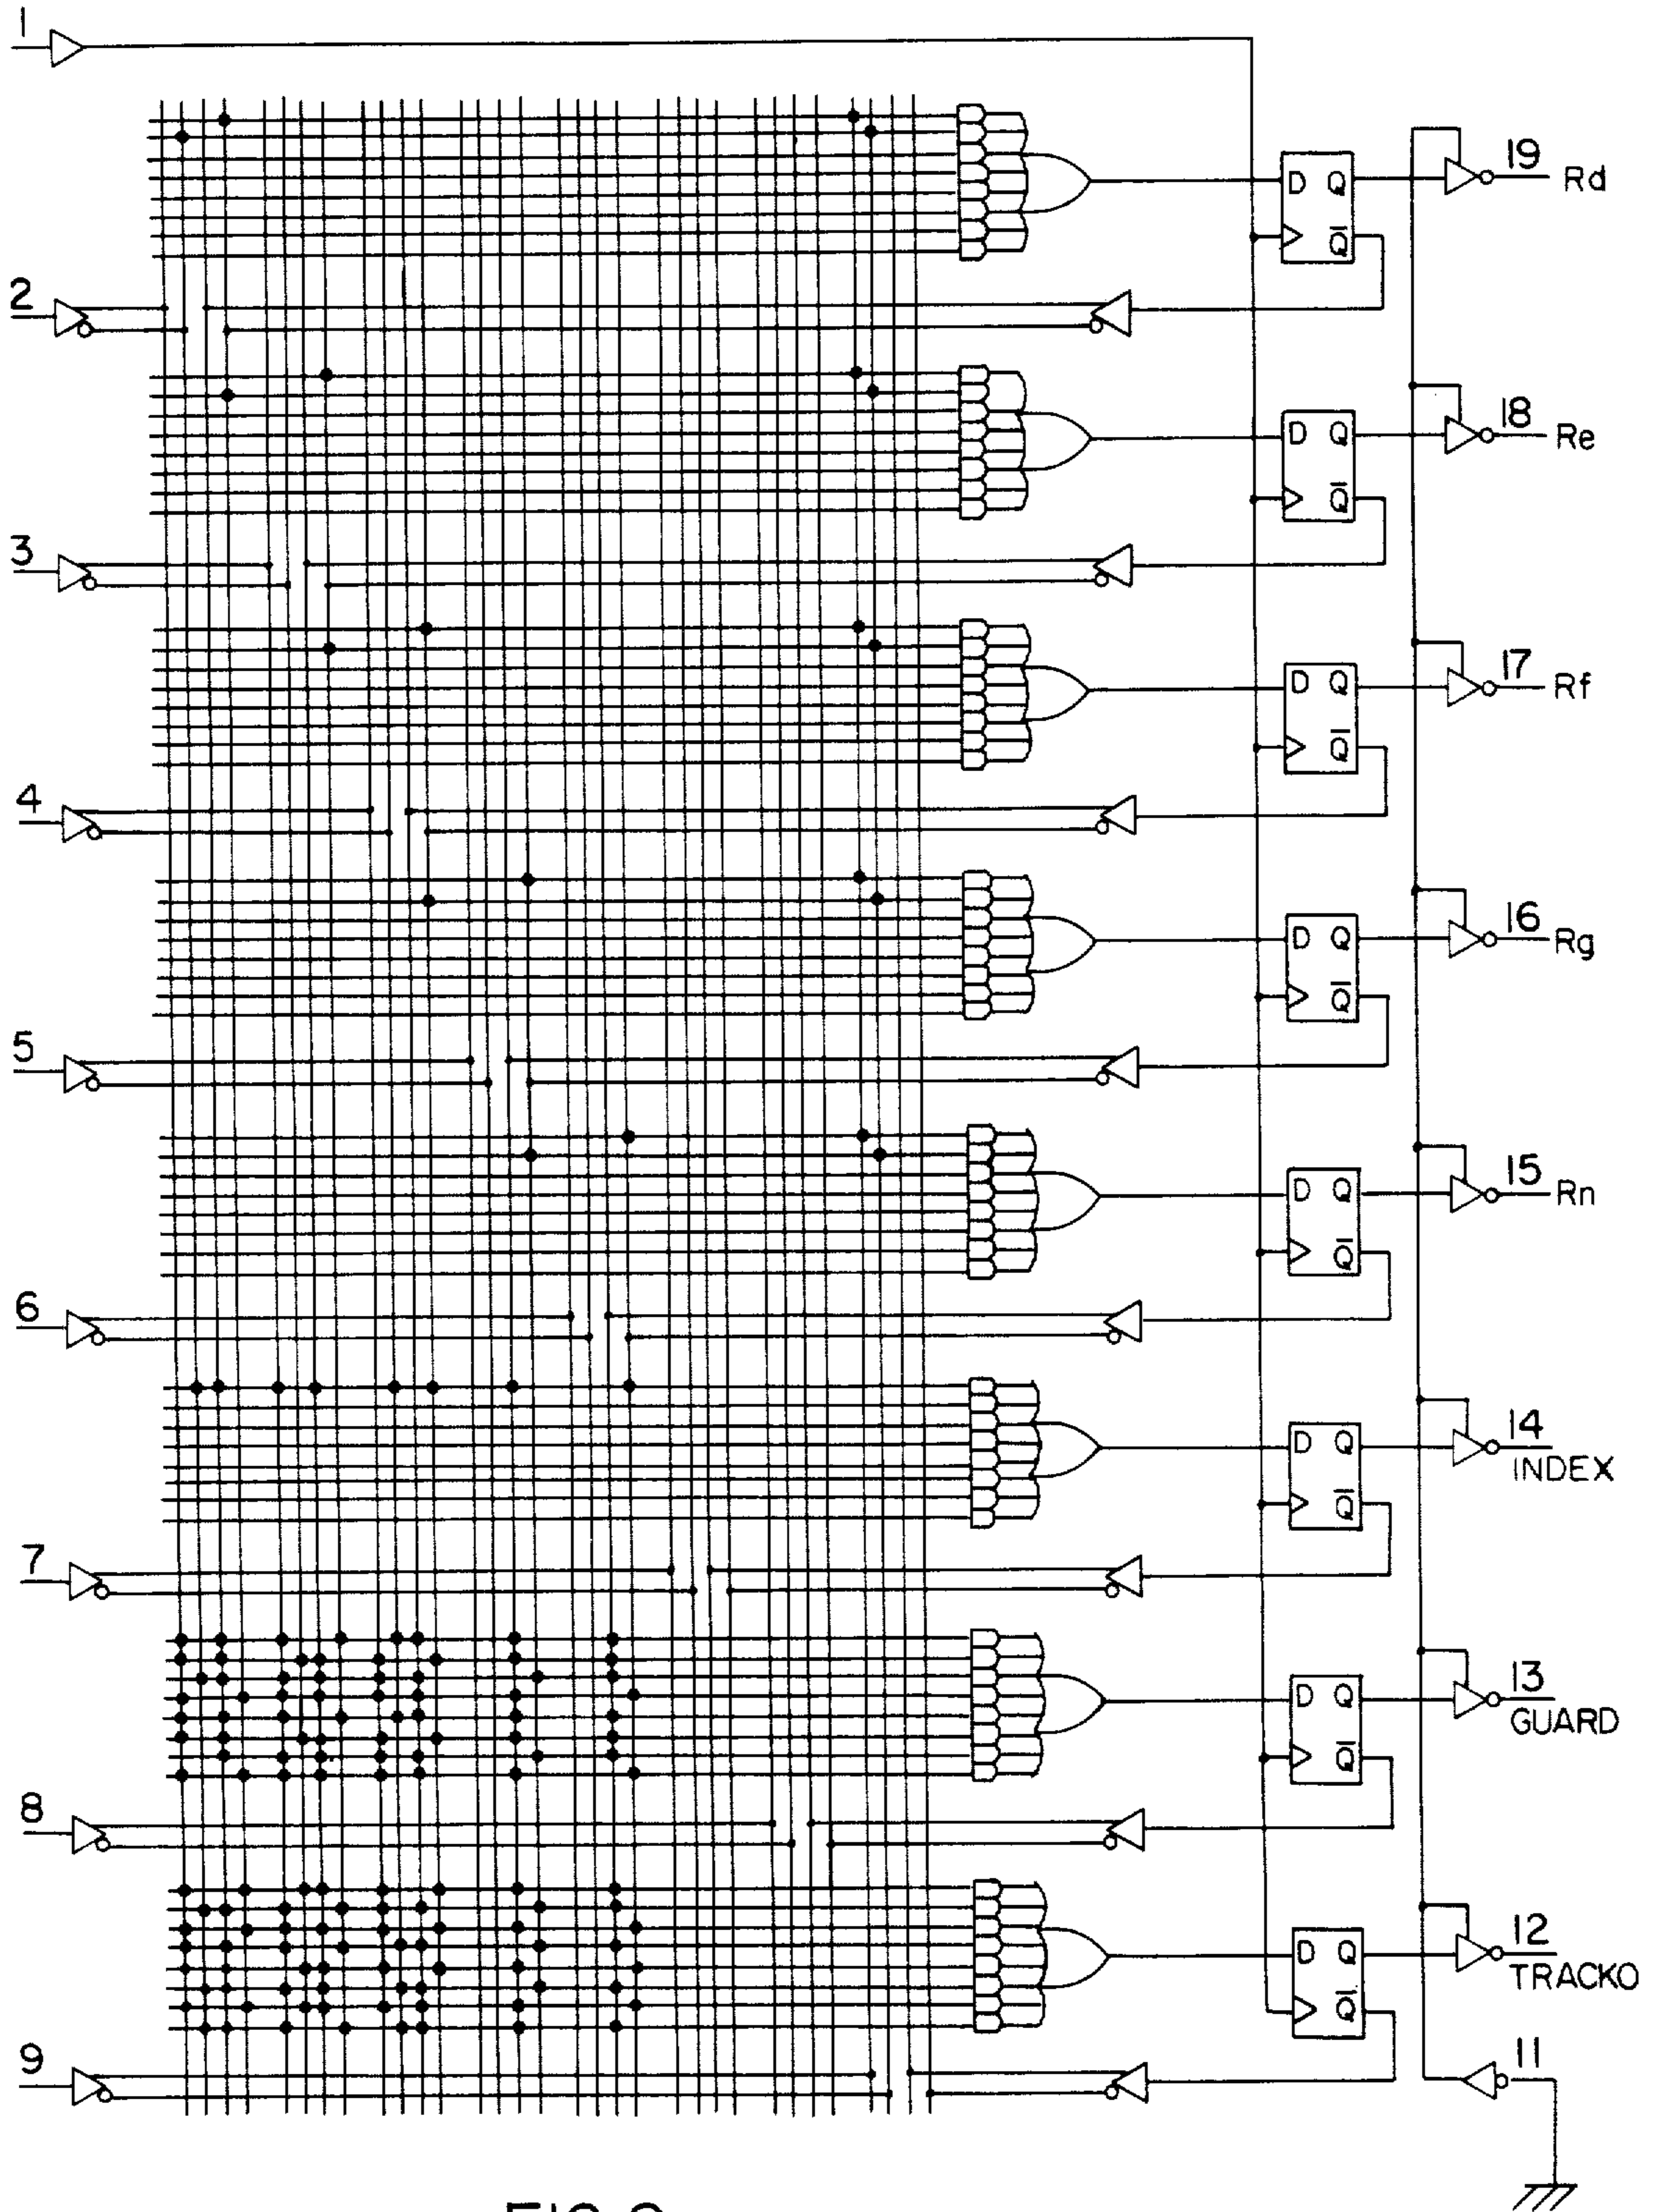 1
D Q
Q̅
19 Rd
2
D Q
Q̅
18 Re
3
D Q
Q̅
17 Rf
4
D Q
Q̅
16 Rg
5
D Q
Q̅
15 Rn
6
D Q
Q̅
14
INDEX
7
D Q
Q̅
13
GUARD
8
D Q
Q̅
12
TRACKO
9
11